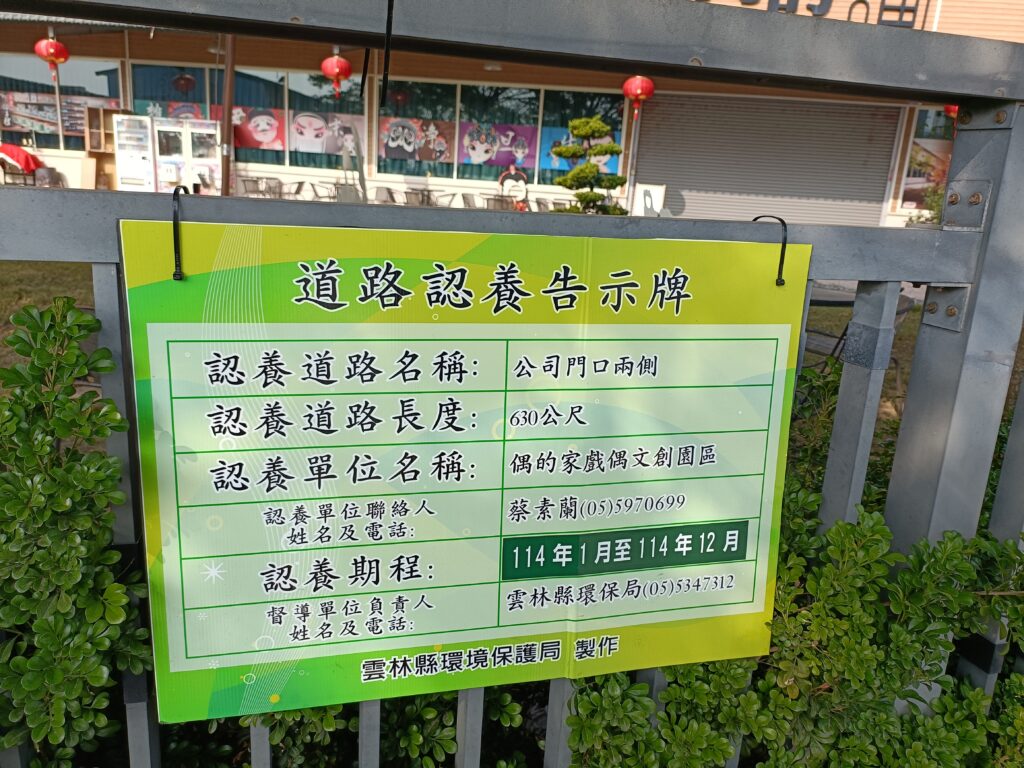 道路認養告示牌
認養道路名稱: 公司門口兩側
認養道路長度: 630公尺
認養單位名稱: 偶的家戲偶文創園區
認養單位聯絡人
姓名及電話: 蔡素蘭(05)5970699
認養期程: 114年1月至114年12月
督導單位負責人
姓名及電話: 雲林縣環保局(05)5347312
雲林縣環境保護局 製作